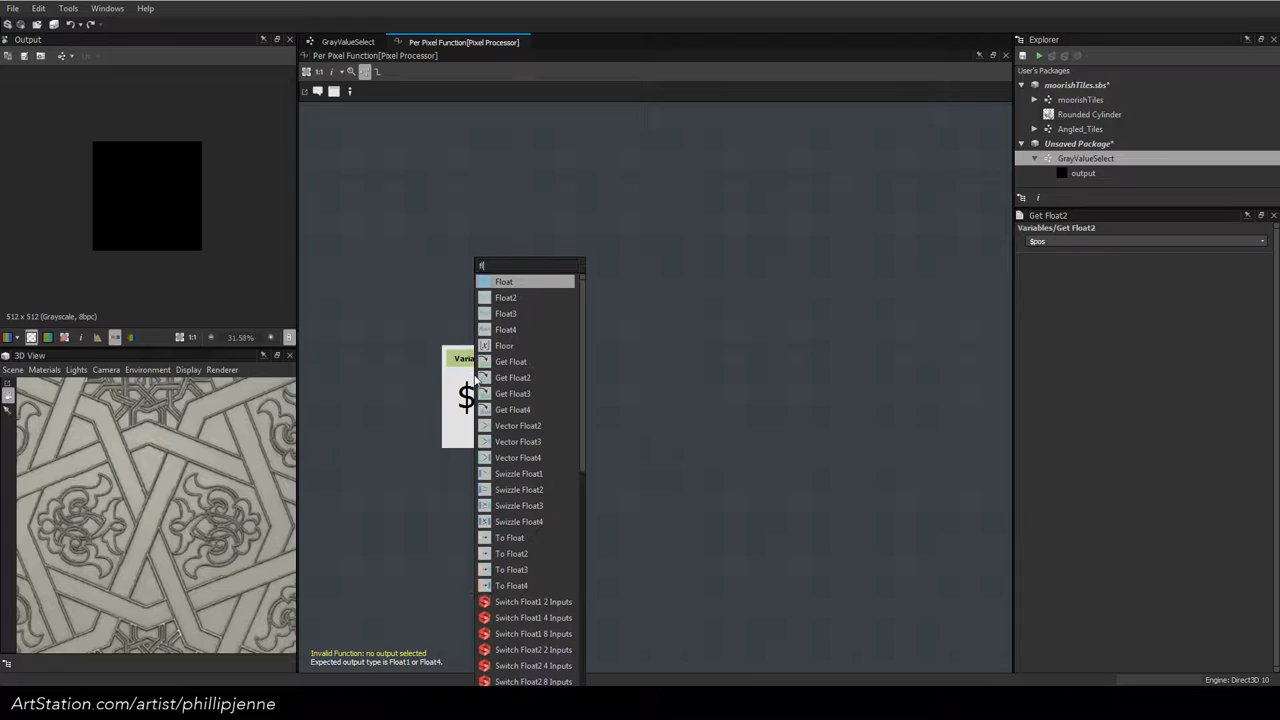 File Edit Tools Windows Help
Output
GrayValueSelect
Per Pixel Function[Pixel Processor]
Explorer
Per Pixel Function[Pixel Processor]
1:1
User's Packages
moorishTiles.sbs*
moorishTiles
Rounded Cylinder
Angled_Tiles
Unsaved Package*
GrayValueSelect
output
Get Float2
Variables/Get Float2
$pos
fl
Float
Float2
Float3
Float4
Floor
Get Float
Get Float2
Get Float3
Get Float4
Vector Float2
Vector Float3
Vector Float4
Swizzle Float1
Swizzle Float2
Swizzle Float3
Swizzle Float4
To Float
To Float2
To Float3
To Float4
Switch Float1 2 Inputs
Switch Float1 4 Inputs
Switch Float1 8 Inputs
Switch Float2 2 Inputs
Switch Float2 4 Inputs
Switch Float2 8 Inputs
Varia
$
512 x 512 (Grayscale, 8bpc)
1:1 31.58%
3D View
Scene Materials Lights Camera Environment Display Renderer
Invalid Function: no output selected
Expected output type is Float1 or Float4.
Engine: Direct3D 10
ArtStation.com/artist/phillipjenne